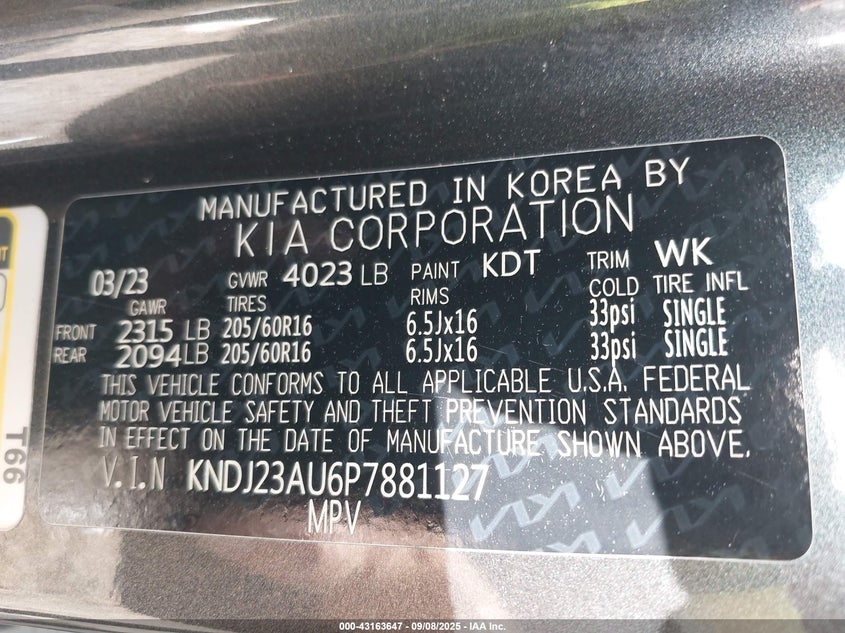 MANUFACTURED IN KOREA BY
KIA CORPORATION
03/23 GVWR 4023 LB PAINT KDT TRIM WK
GAWR TIRES RIMS COLD TIRE INFL
FRONT 2315 LB 205/60R16 6.5Jx16 33psi SINGLE
REAR 2094 LB 205/60R16 6.5Jx16 33psi SINGLE
THIS VEHICLE CONFORMS TO ALL APPLICABLE U.S.A. FEDERAL
MOTOR VEHICLE SAFETY AND THEFT PREVENTION STANDARDS
IN EFFECT ON THE DATE OF MANUFACTURE SHOWN ABOVE.
V.I.N KNDJ23AU6P7881127
MPV
T66
000-43163647 - 09/08/2025 - IAA Inc.